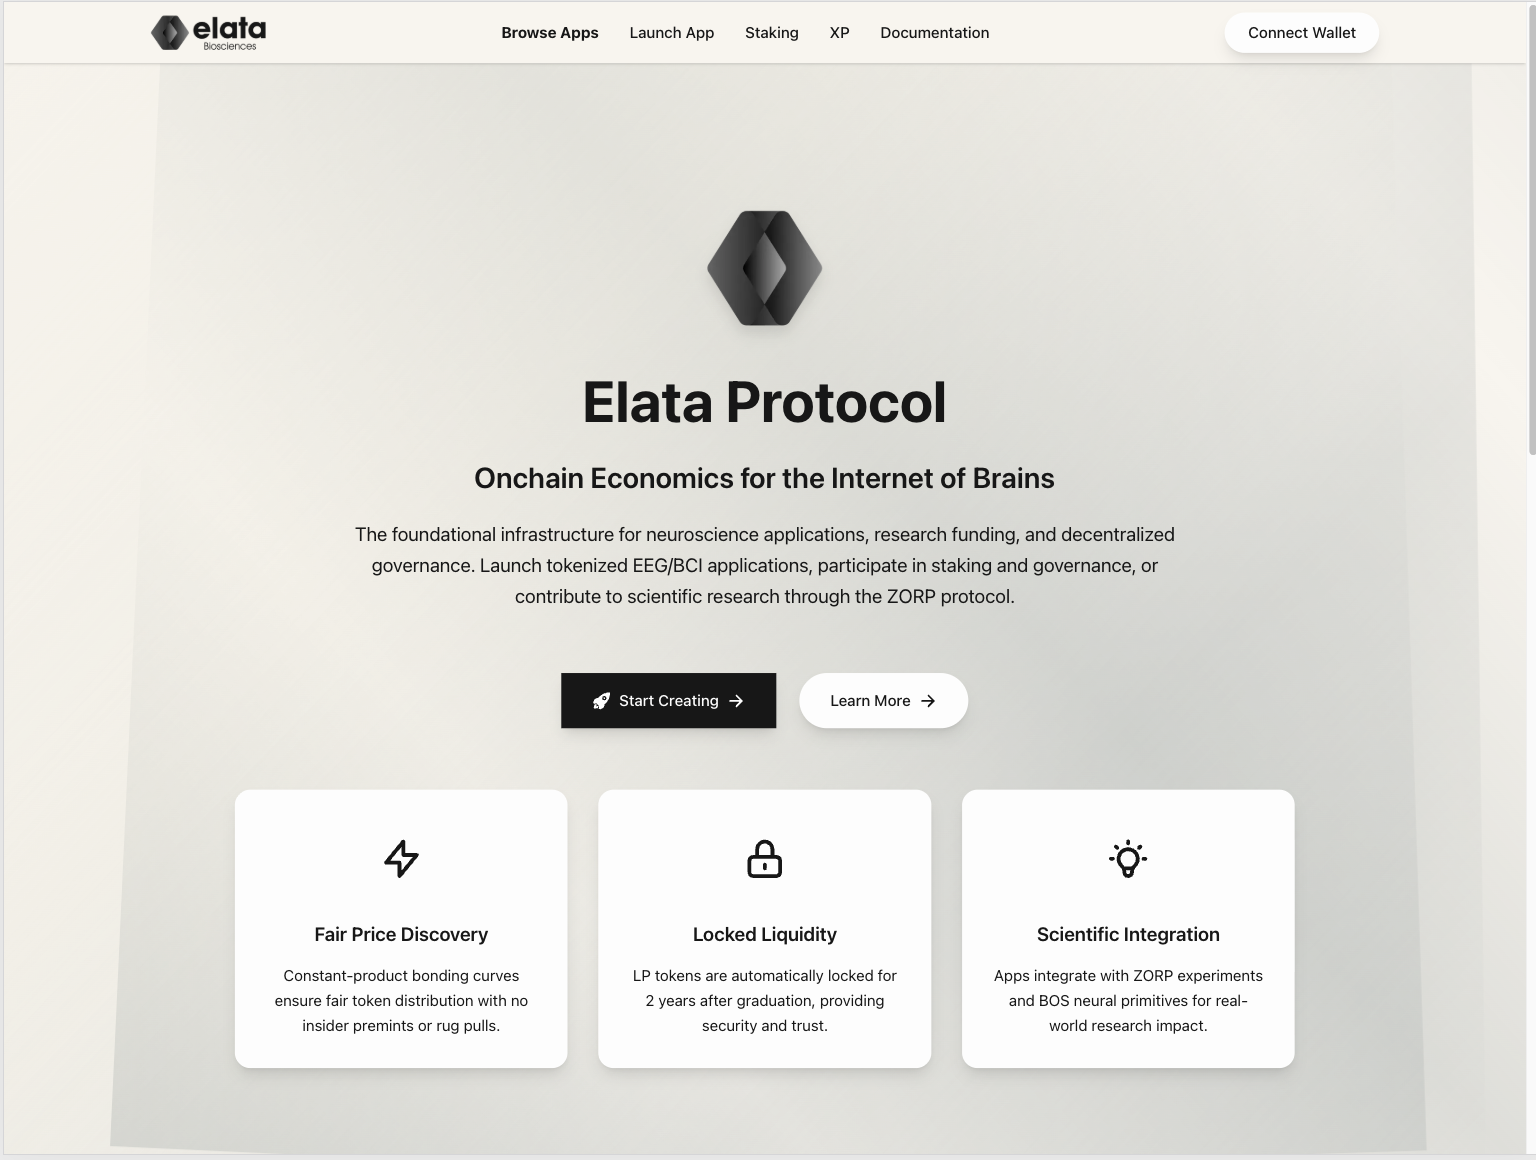 elata
Biosciences
Browse Apps
Launch App
Staking
XP
Documentation
Connect Wallet
Elata Protocol
Onchain Economics for the Internet of Brains
The foundational infrastructure for neuroscience applications, research funding, and decentralized
governance. Launch tokenized EEG/BCI applications, participate in staking and governance, or
contribute to scientific research through the ZORP protocol.
Start Creating
Learn More
Fair Price Discovery
Constant-product bonding curves
ensure fair token distribution with no
insider premints or rug pulls.
Locked Liquidity
LP tokens are automatically locked for
2 years after graduation, providing
security and trust.
Scientific Integration
Apps integrate with ZORP experiments
and BOS neural primitives for real-
world research impact.